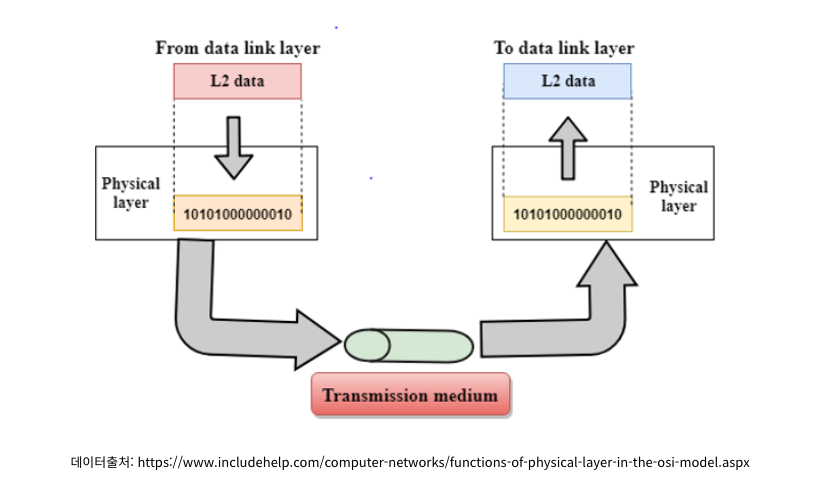 From data link layer
L2 data
Physical
layer
10101000000010
To data link layer
L2 data
10101000000010
Physical
layer
Transmission medium
데이터출처: https://www.includehelp.com/computer-networks/functions-of-physical-layer-in-the-osi-model.aspx